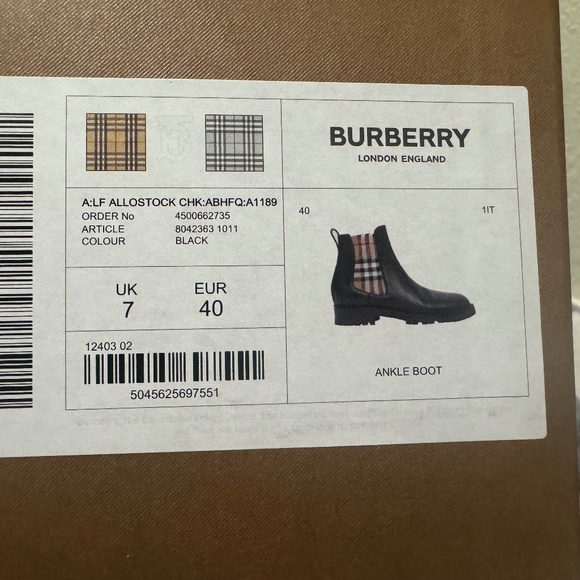 BURBERRY
LONDON ENGLAND
A:LF ALLOSTOCK CHK:ABHFQ:A1189
ORDER No 4500662735
ARTICLE 8042363 1011
COLOUR BLACK
40 1IT
UK EUR
7 40
ANKLE BOOT
12403 02
5045625697551